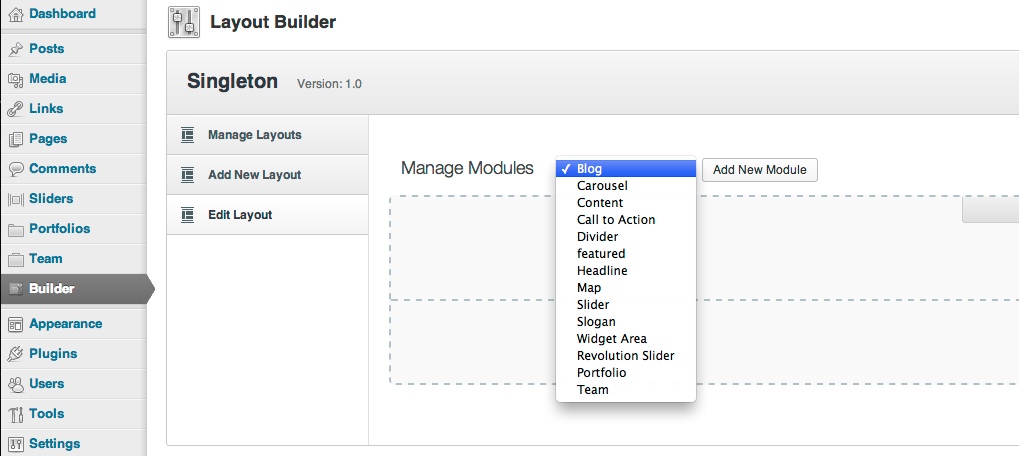 Dashboard
Posts
Media
Links
Pages
Comments
Sliders
Portfolios
Team
Builder
Appearance
Plugins
Users
Tools
Settings
Layout Builder
Singleton Version: 1.0
Manage Layouts
Add New Layout
Edit Layout
Manage Modules
✓ Blog
Carousel
Content
Call to Action
Divider
featured
Headline
Map
Slider
Slogan
Widget Area
Revolution Slider
Portfolio
Team
Add New Module